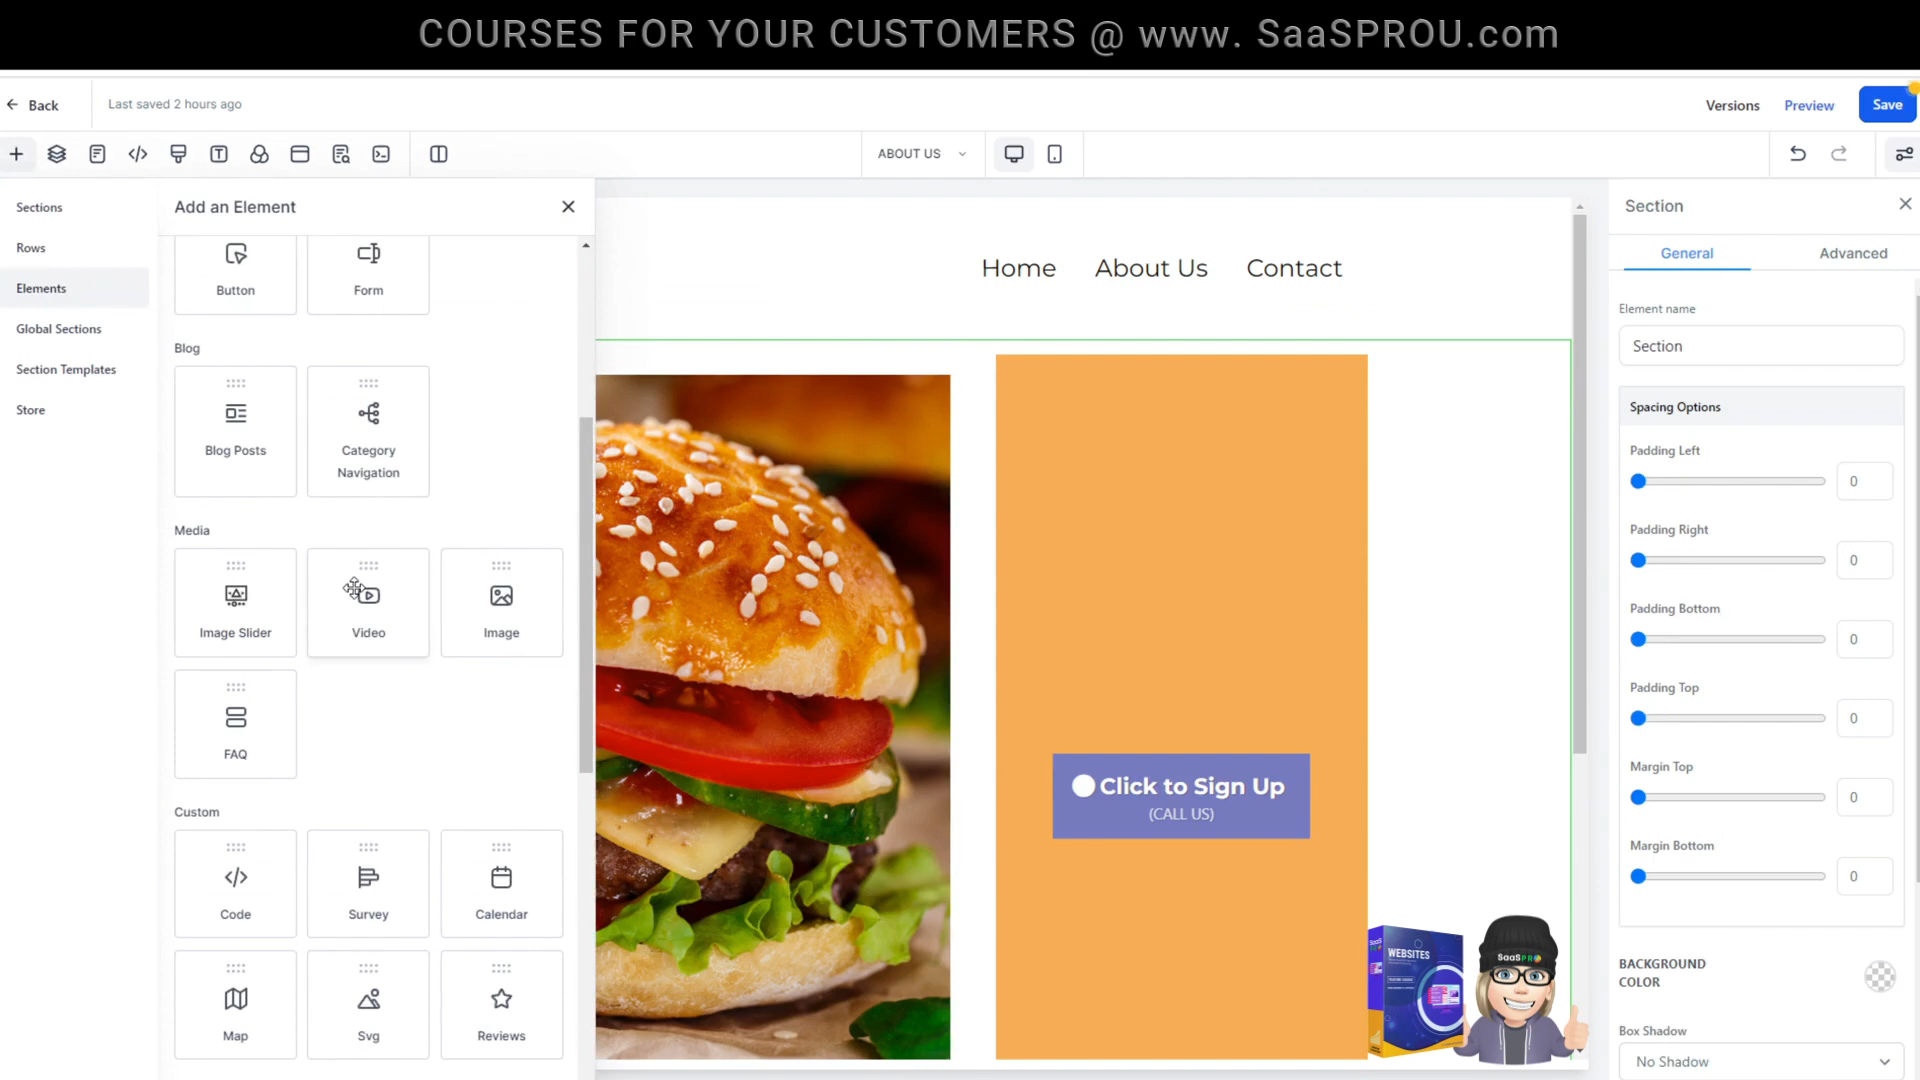 COURSES FOR YOUR CUSTOMERS @ www. SaaSPROU.com
Back
Last saved 2 hours ago
Versions
Preview
Save
ABOUT US
Sections
Rows
Elements
Global Sections
Section Templates
Store
Add an Element
Button
Form
Blog
Blog Posts
Category
Navigation
Media
Image Slider
Video
Image
FAQ
Custom
Code
Survey
Calendar
Map
Svg
Reviews
Home
About Us
Contact
Click to Sign Up
(CALL US)
WEBSITES
SaaSPRO
Section
General
Advanced
Element name
Section
Spacing Options
Padding Left
0
Padding Right
0
Padding Bottom
0
Padding Top
0
Margin Top
0
Margin Bottom
0
BACKGROUND
COLOR
Box Shadow
No Shadow